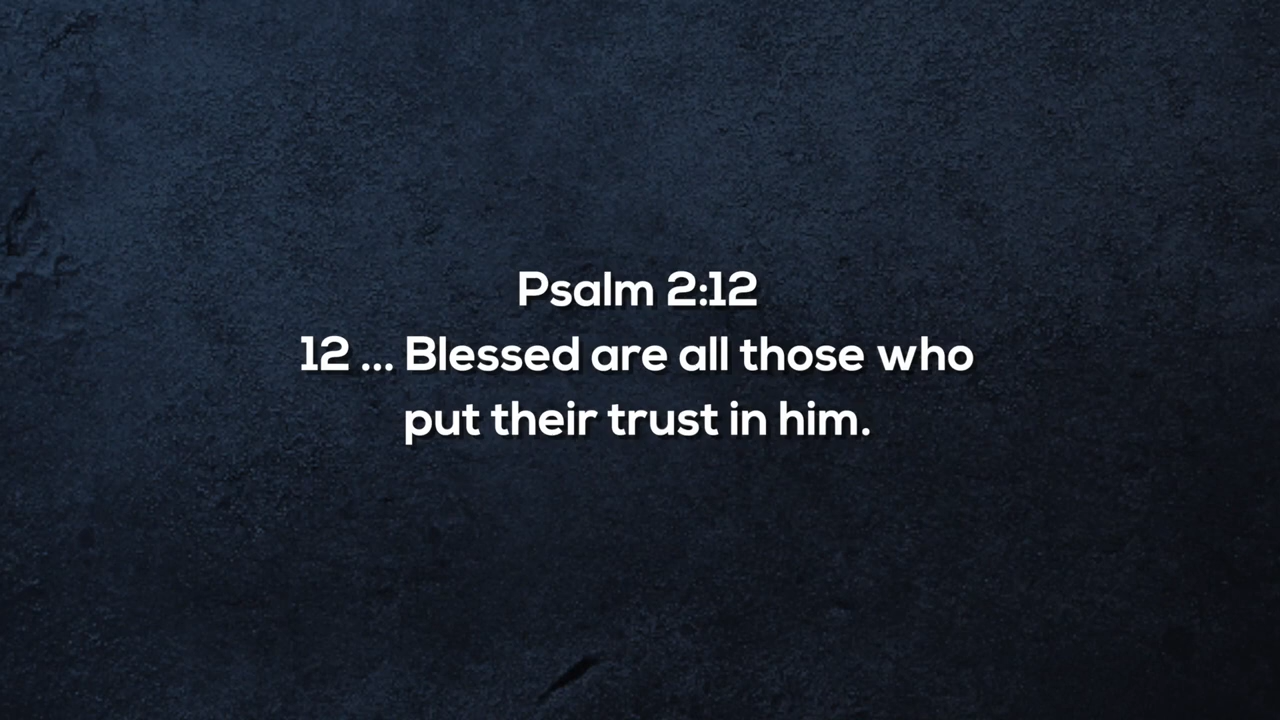 Psalm 2:12
12 ... Blessed are all those who
put their trust in him.